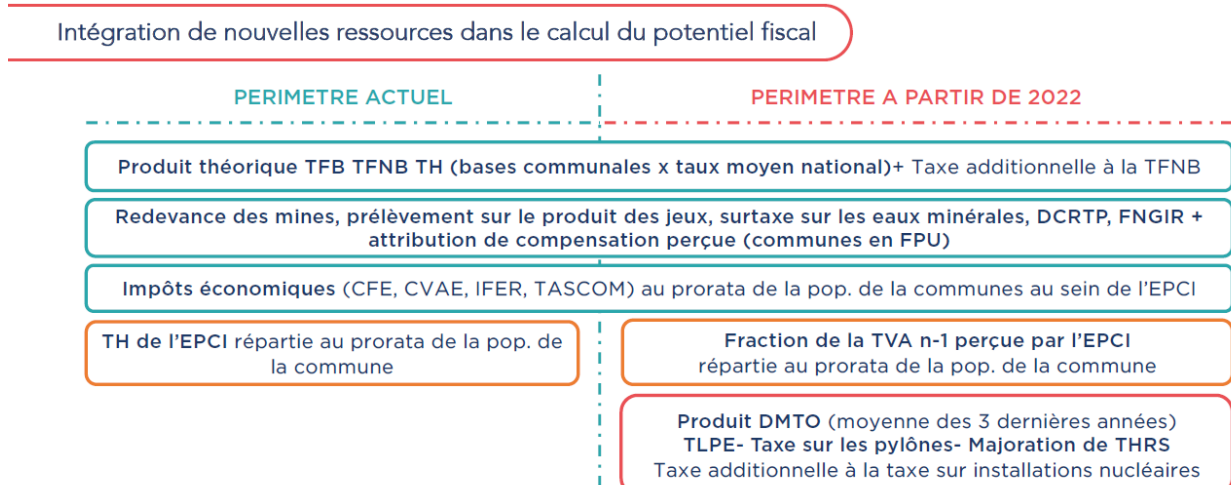 Intégration de nouvelles ressources dans le calcul du potentiel fiscal
PERIMETRE ACTUEL
PERIMETRE A PARTIR DE 2022
Produit théorique TFB TFNB TH (bases communales x taux moyen national)+ Taxe additionnelle à la TFNB
Redevance des mines, prélèvement sur le produit des jeux, surtaxe sur les eaux minérales, DCRTP, FNGIR +
attribution de compensation perçue (communes en FPU)
Impôts économiques (CFE, CVAE, IFER, TASCOM) au prorata de la pop. de la communes au sein de l'EPCI
TH de l'EPCI répartie au prorata de la pop. de
la commune
Fraction de la TVA n-1 perçue par l'EPCI
répartie au prorata de la pop. de la commune
Produit DMTO (moyenne des 3 dernières années)
TLPE- Taxe sur les pylônes- Majoration de THRS
Taxe additionnelle à la taxe sur installations nucléaires